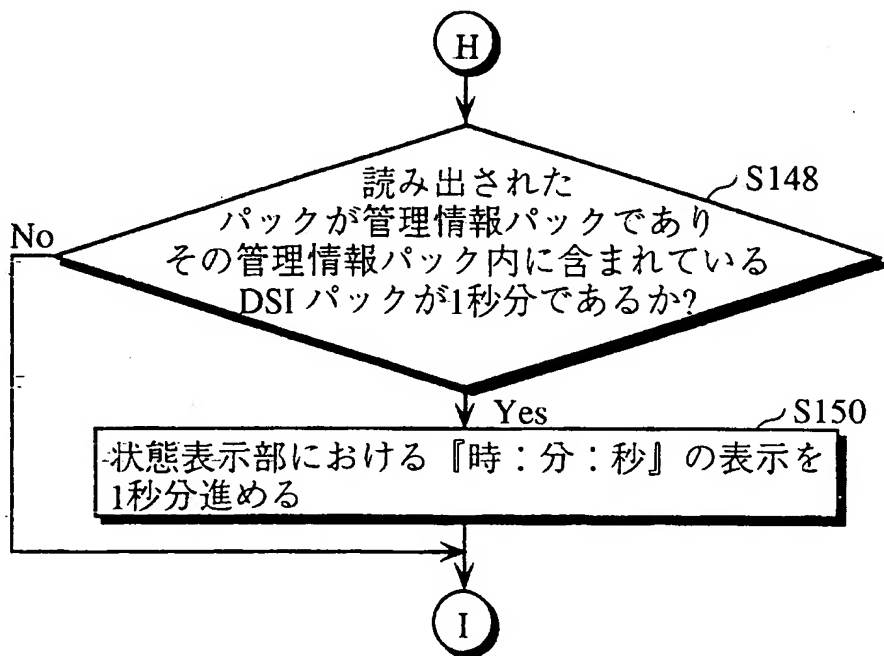 H
読み出された
パックが管理情報パックであり
その管理情報パック内に含まれている
DSI パックが1秒分であるか?
S148
No
Yes
S150
状態表示部における『時：分：秒』の表示を
1秒分進める
I